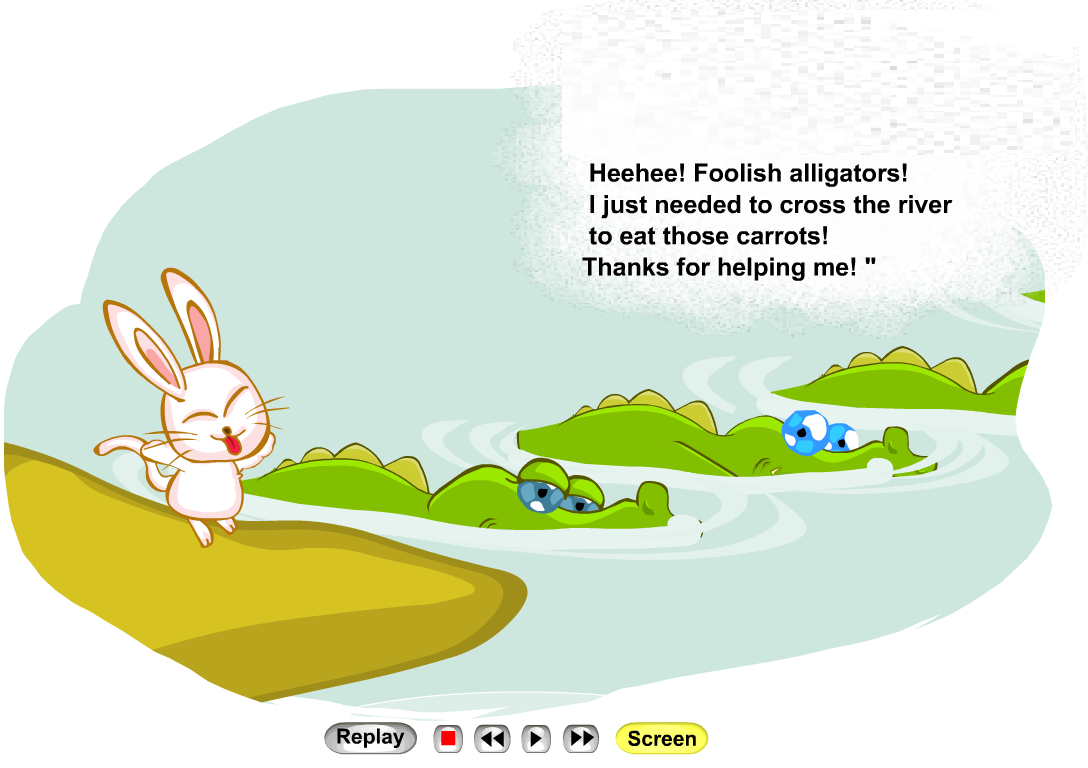 Heehee! Foolish alligators!
I just needed to cross the river
to eat those carrots!
Thanks for helping me! "
Replay
Screen